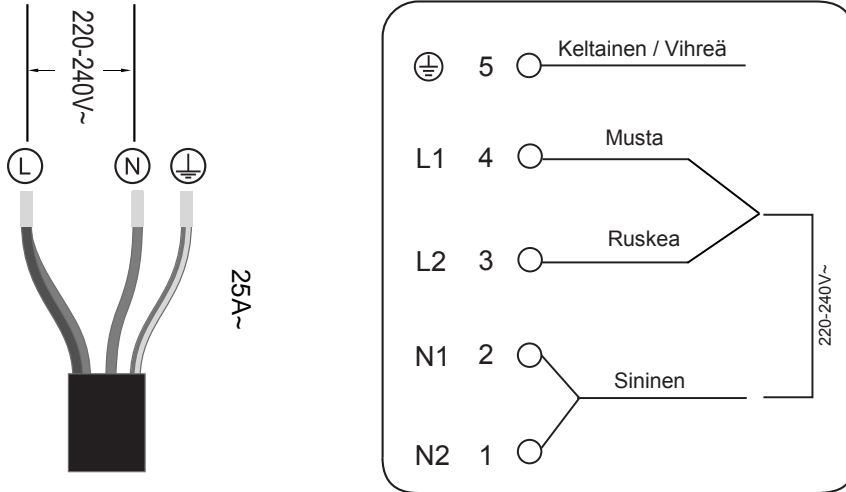 220-240V~
L
N
25A~
5 Keltainen / Vihreä
L1 4 Musta
L2 3 Ruskea
220-240V~
N1 2
Sininen
N2 1